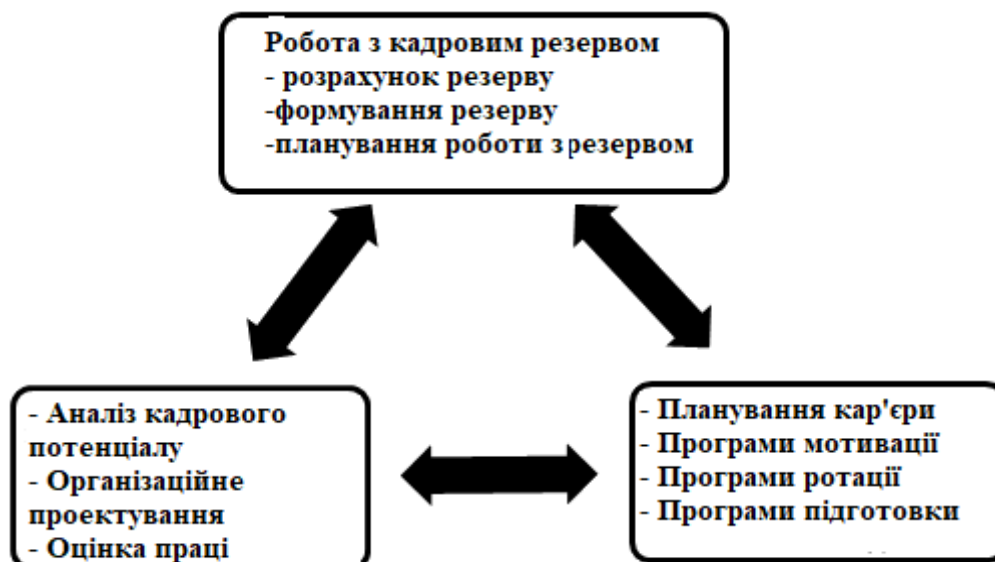 Робота з кадровим резервом
- розрахунок резерву
-формування резерву
-планування роботи з резервом
- Аналіз кадрового
потенціалу
- Організаційне
проектування
- Оцінка праці
- Планування кар'єри
- Програми мотивації
- Програми ротації
- Програми підготовки